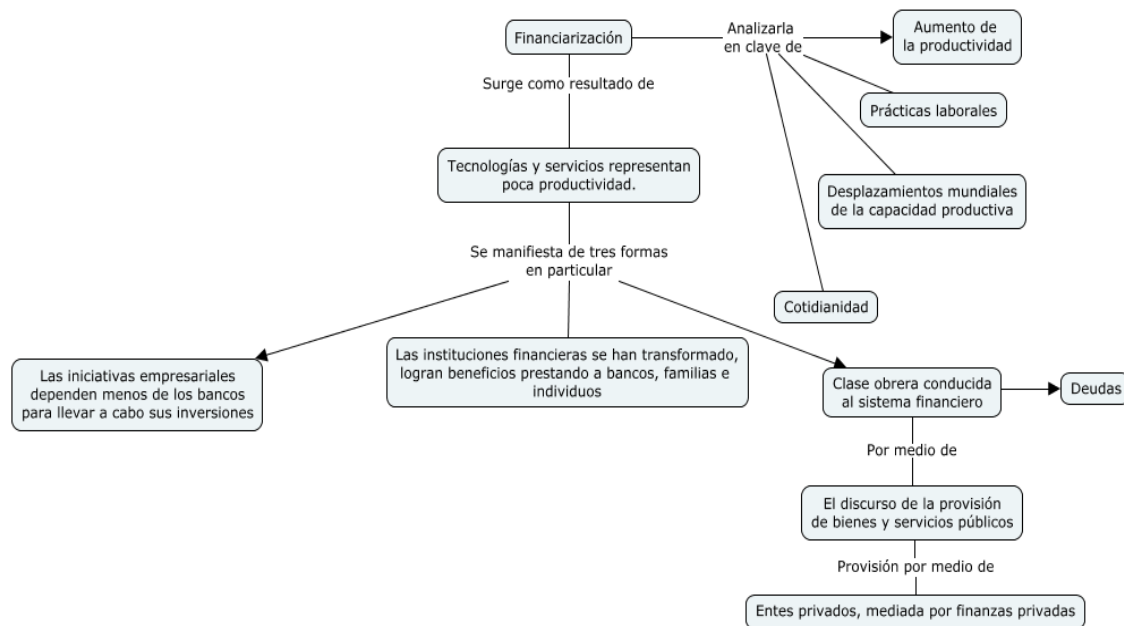 Financiarización
Analizarla
en clave de
Aumento de
la productividad
Surge como resultado de
Prácticas laborales
Tecnologías y servicios representan
poca productividad.
Desplazamientos mundiales
de la capacidad productiva
Se manifiesta de tres formas
en particular
Cotidianidad
Las iniciativas empresariales
dependen menos de los bancos
para llevar a cabo sus inversiones
Las instituciones financieras se han transformado,
logran beneficios prestando a bancos, familias e
individuos
Clase obrera conducida
al sistema financiero
Deudas
Por medio de
El discurso de la provisión
de bienes y servicios públicos
Provisión por medio de
Entes privados, mediada por finanzas privadas